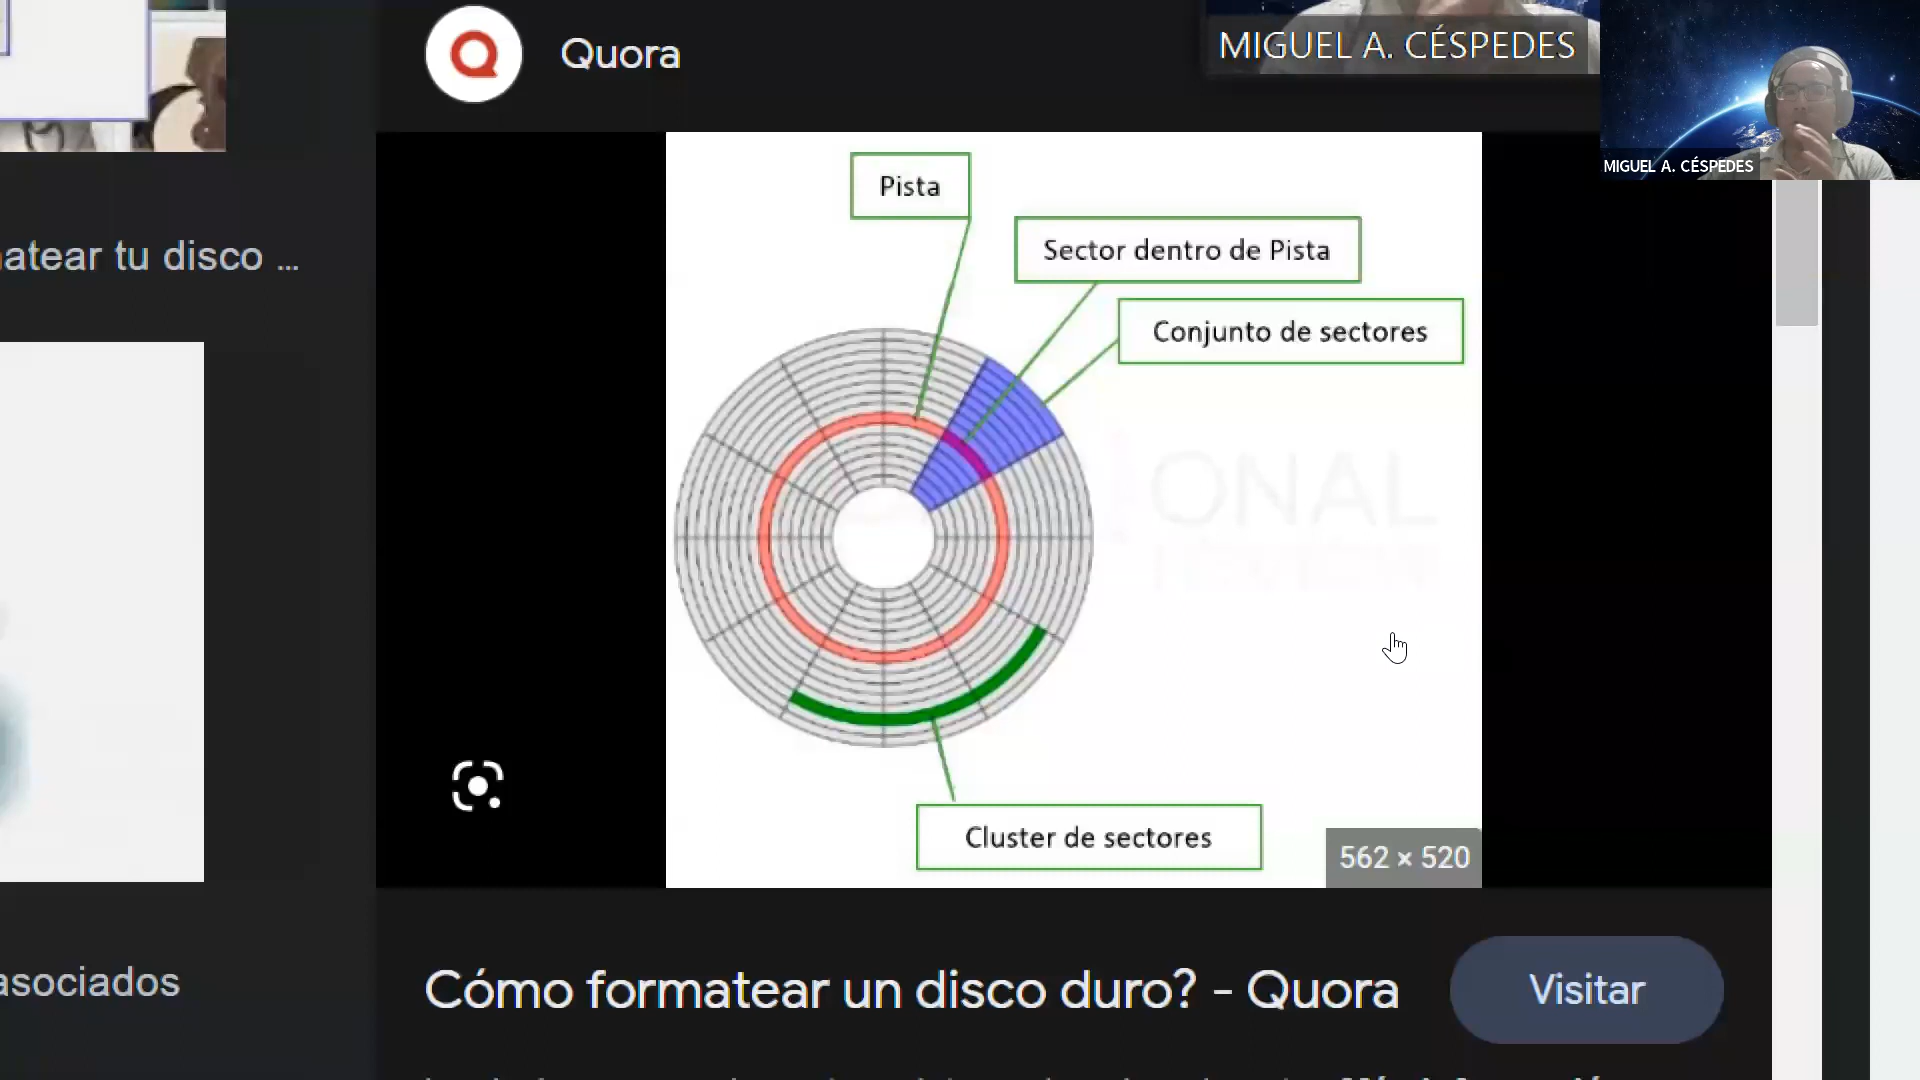 Quora
MIGUEL A. CÉSPEDES
MIGUEL A. CÉSPEDES
Pista
Sector dentro de Pista
atear tu disco ...
Conjunto de sectores
ONAL
Cluster de sectores
562 × 520
asociados
Cómo formatear un disco duro? - Quora
Visitar